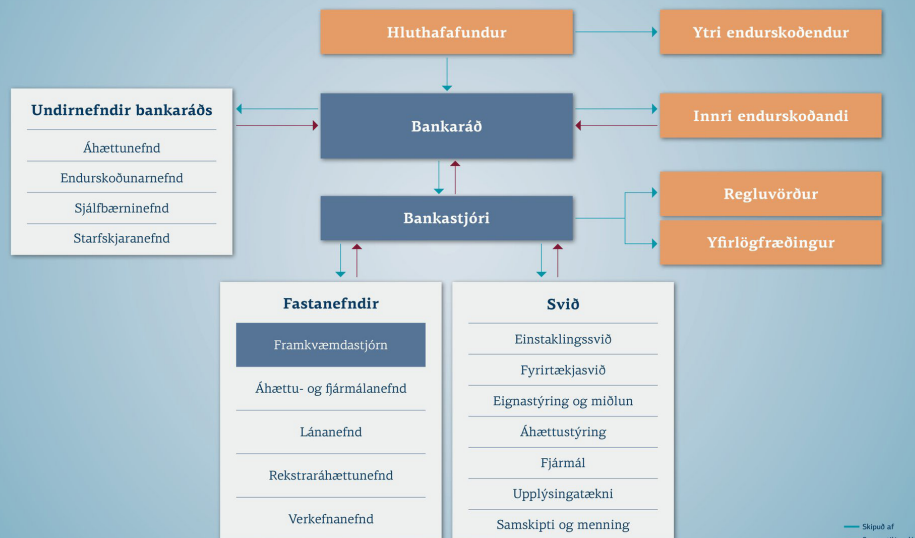 Hluthafafundur
Ytri endurskoðendur
Undirnefndir bankaráðs
Áhættunefnd
Endurskoðunarnefnd
Sjálfbærninefnd
Starfskjaranefnd
Bankaráð
Innri endurskoðandi
Bankastjóri
Regluvörður
Yfirlögfræðingur
Fastanefndir
Framkvæmdastjórn
Áhættu- og fjármálanefnd
Lánanefnd
Rekstraráhættunefnd
Verkefnanefnd
Svið
Einstaklingssvið
Fyrirtækjasvið
Eignastýring og miðlun
Áhættustýring
Fjármál
Upplýsingatækni
Samskipti og menning
Skipuð af